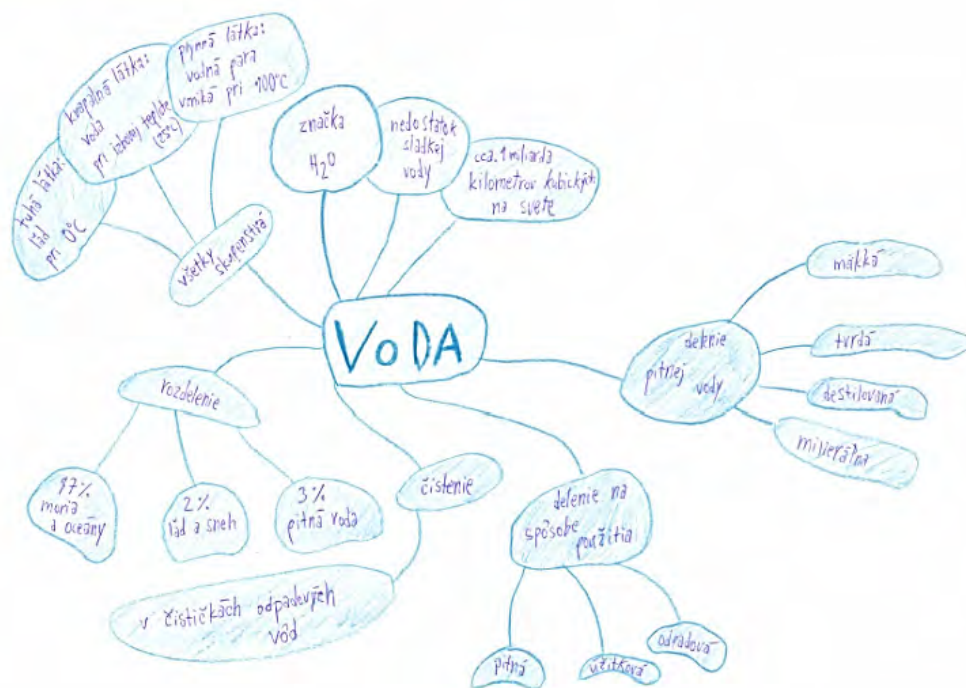 plynná látka:
vodná para
vzniká pri 100°C
kvapalná látka:
voda
pri izbovej teplote
(25°C)
tuhá látka:
ľád
pri 0°C
všetky
skupenstvá
značka
H₂O
nedostatok
sladkej
vody
cca. 1 miliarda
kilometrov kubických
na svete
VODA
delenie
pitnej
vody
mäkká
tvrdá
destilovaná
minerálna
rozdelenie
97%
moria
a oceány
2%
ľad a sneh
3%
pitná voda
čistenie
v čističkách odpadových
vôd
delenie na
spôsobe
použitia
pitná
užitková
odpadová